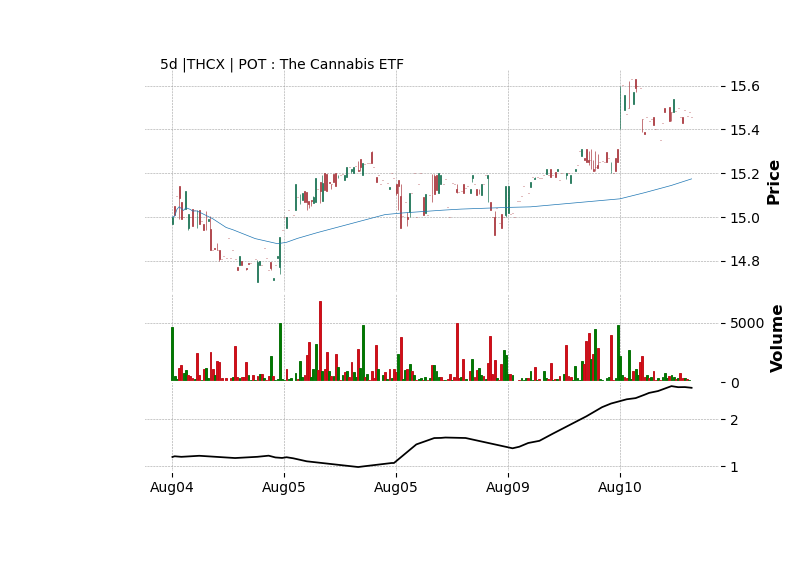 5d |THCX | POT : The Cannabis ETF
15.6
15.4
15.2
15.0
14.8
Price
5000
0
Volume
2
1
Aug04 Aug05 Aug05 Aug09 Aug10